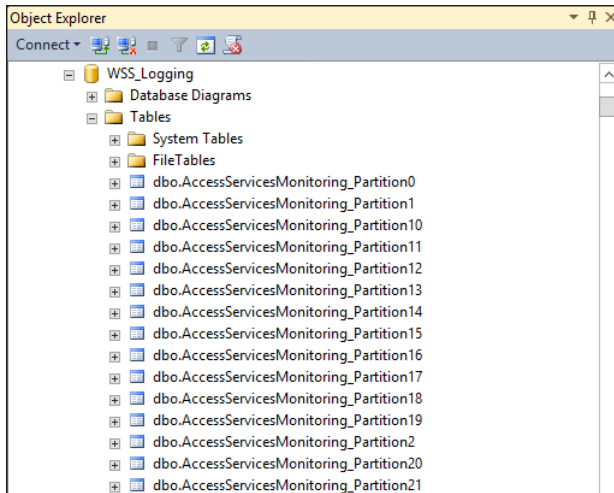 Object Explorer
Connect
WSS_Logging
Database Diagrams
Tables
System Tables
FileTables
dbo.AccessServicesMonitoring_Partition0
dbo.AccessServicesMonitoring_Partition1
dbo.AccessServicesMonitoring_Partition10
dbo.AccessServicesMonitoring_Partition11
dbo.AccessServicesMonitoring_Partition12
dbo.AccessServicesMonitoring_Partition13
dbo.AccessServicesMonitoring_Partition14
dbo.AccessServicesMonitoring_Partition15
dbo.AccessServicesMonitoring_Partition16
dbo.AccessServicesMonitoring_Partition17
dbo.AccessServicesMonitoring_Partition18
dbo.AccessServicesMonitoring_Partition19
dbo.AccessServicesMonitoring_Partition2
dbo.AccessServicesMonitoring_Partition20
dbo.AccessServicesMonitoring_Partition21